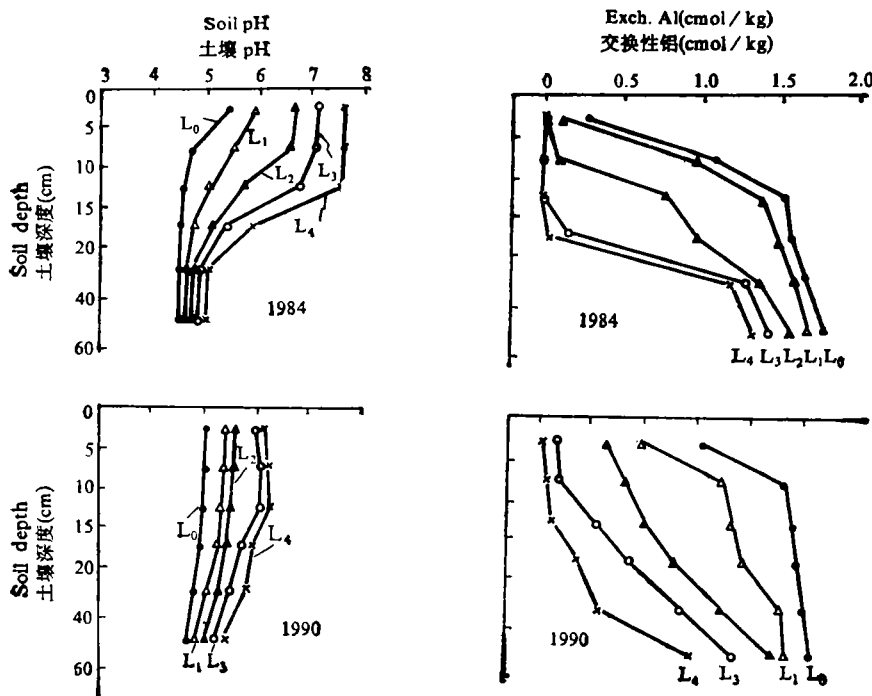 Soil pH
土壤 pH
3 4 5 6 7 8
0
5
10
15
20
40
60
Soil depth
土壤深度(cm)
L₀
L₁
L₂
L₃
L₄
1984
Exch. Al(cmol / kg)
交换性铝(cmol / kg)
0 0.5 1.0 1.5 2.0
1984
L₄ L₃ L₂ L₁ L₀
0
5
10
15
20
40
60
Soil depth
土壤深度(cm)
L₂
L₀
L₄
1990
L₁ L₃
1990
L₄ L₃ L₁ L₀